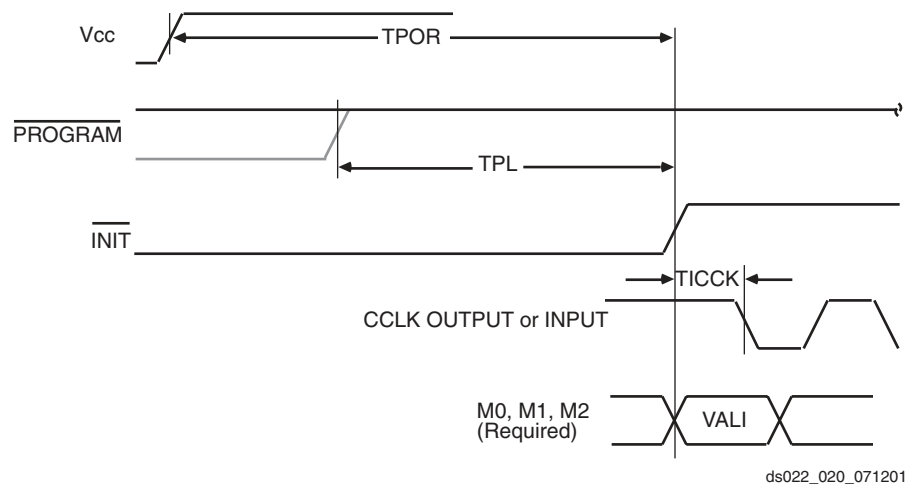 Vcc
TPOR
PROGRAM
TPL
INIT
TICCK
CCLK OUTPUT or INPUT
M0, M1, M2
(Required)
VALI
ds022_020_071201